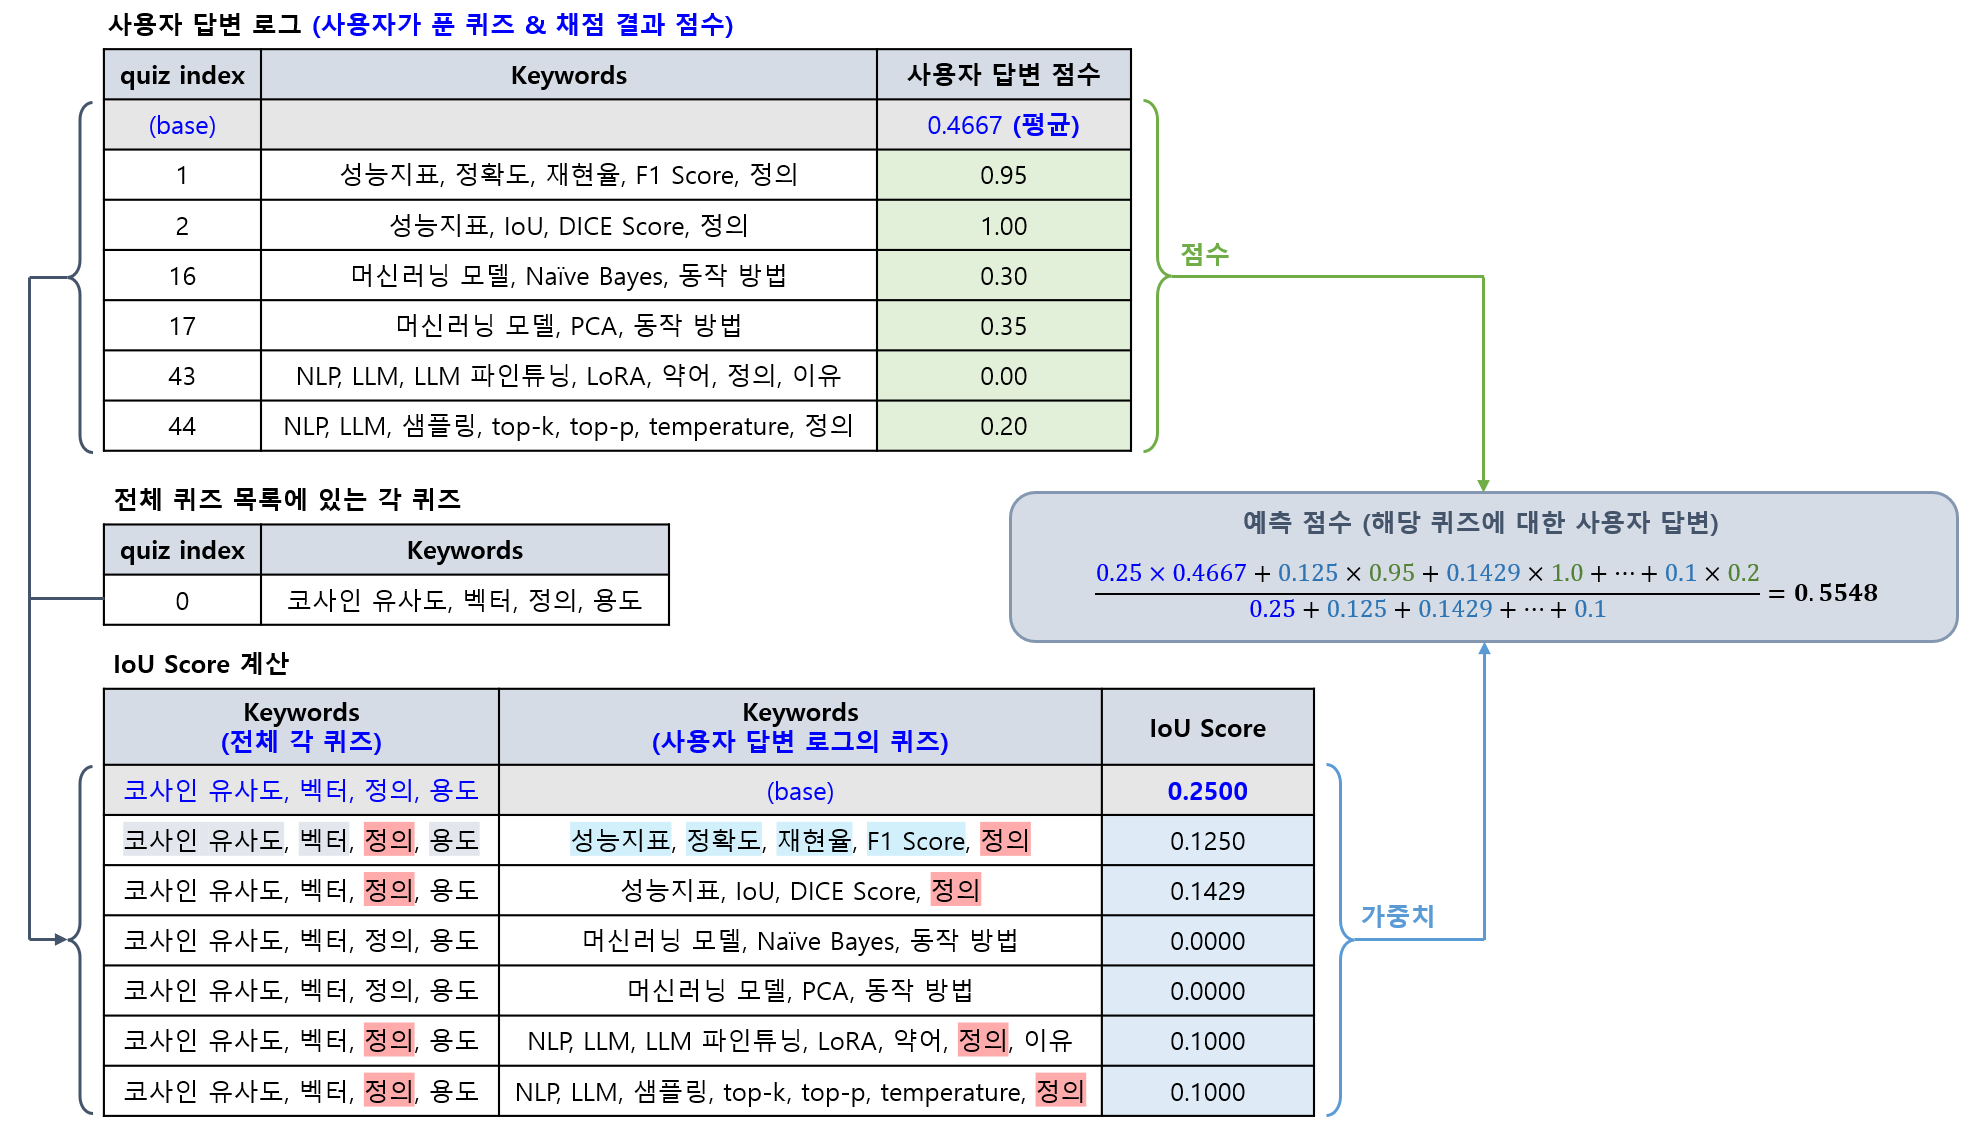 사용자 답변 로그 (사용자가 푼 퀴즈 & 채점 결과 점수)
quiz index Keywords 사용자 답변 점수
(base) 0.4667 (평균)
1 성능지표, 정확도, 재현율, F1 Score, 정의 0.95
2 성능지표, IoU, DICE Score, 정의 1.00
16 머신러닝 모델, Naïve Bayes, 동작 방법 0.30
17 머신러닝 모델, PCA, 동작 방법 0.35
43 NLP, LLM, LLM 파인튜닝, LoRA, 약어, 정의, 이유 0.00
44 NLP, LLM, 샘플링, top-k, top-p, temperature, 정의 0.20
점수
전체 퀴즈 목록에 있는 각 퀴즈
quiz index Keywords
0 코사인 유사도, 벡터, 정의, 용도
예측 점수 (해당 퀴즈에 대한 사용자 답변)
0.25 × 0.4667 + 0.125 × 0.95 + 0.1429 × 1.0 + ⋯ + 0.1 × 0.2
0.25 + 0.125 + 0.1429 + ⋯ + 0.1
= 0.5548
IoU Score 계산
Keywords Keywords IoU Score
(전체 각 퀴즈) (사용자 답변 로그의 퀴즈)
코사인 유사도, 벡터, 정의, 용도 (base) 0.2500
코사인 유사도, 벡터, 정의, 용도 성능지표, 정확도, 재현율, F1 Score, 정의 0.1250
코사인 유사도, 벡터, 정의, 용도 성능지표, IoU, DICE Score, 정의 0.1429
코사인 유사도, 벡터, 정의, 용도 머신러닝 모델, Naïve Bayes, 동작 방법 0.0000
코사인 유사도, 벡터, 정의, 용도 머신러닝 모델, PCA, 동작 방법 0.0000
코사인 유사도, 벡터, 정의, 용도 NLP, LLM, LLM 파인튜닝, LoRA, 약어, 정의, 이유 0.1000
코사인 유사도, 벡터, 정의, 용도 NLP, LLM, 샘플링, top-k, top-p, temperature, 정의 0.1000
가중치